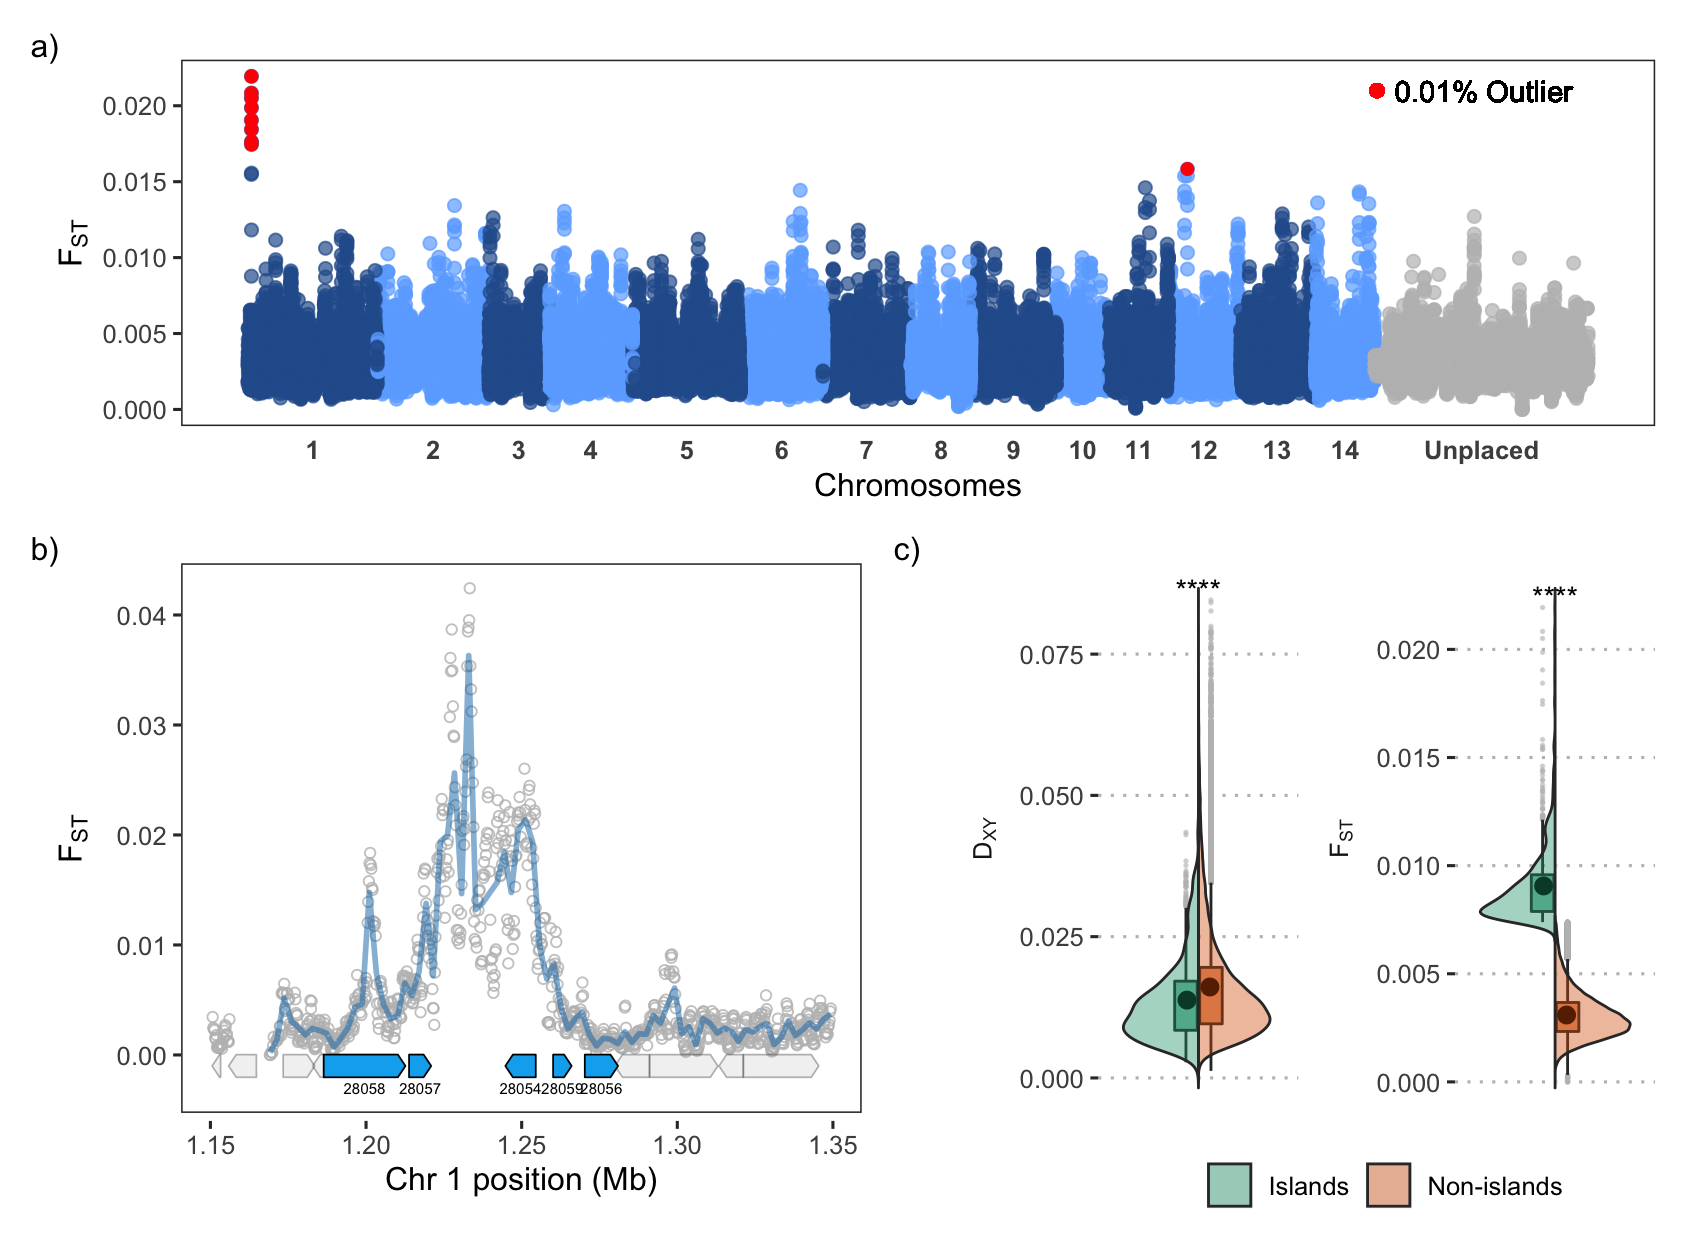 a)
0.01% Outlier
0.020
0.015
0.010
0.005
0.000
FST
1 2 3 4 5 6 7 8 9 10 11 12 13 14 Unplaced
Chromosomes
b)
0.04
0.03
0.02
0.01
0.00
FST
28058 28057 28054 28059 28056
1.15 1.20 1.25 1.30 1.35
Chr 1 position (Mb)
c)
****
0.075
0.050
0.025
0.000
DXY
****
0.020
0.015
0.010
0.005
0.000
FST
Islands Non-islands